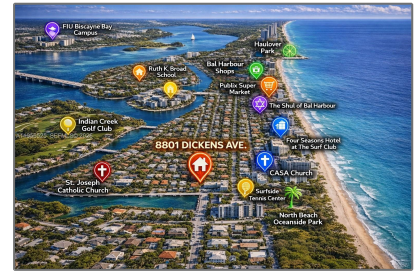 FIU Biscayne Bay
Campus
Haulover
Park
Bal Harbour
Shops
Ruth K. Broad
School
Publix Super
Market
The Shul of Bal Harbour
Indian Creek
Golf Club
Four Seasons Hotel
at The Surf Club
8801 DICKENS AVE.
CASA Church
St. Joseph
Catholic Church
Surfside
Tennis Center
North Beach
Oceanside Park